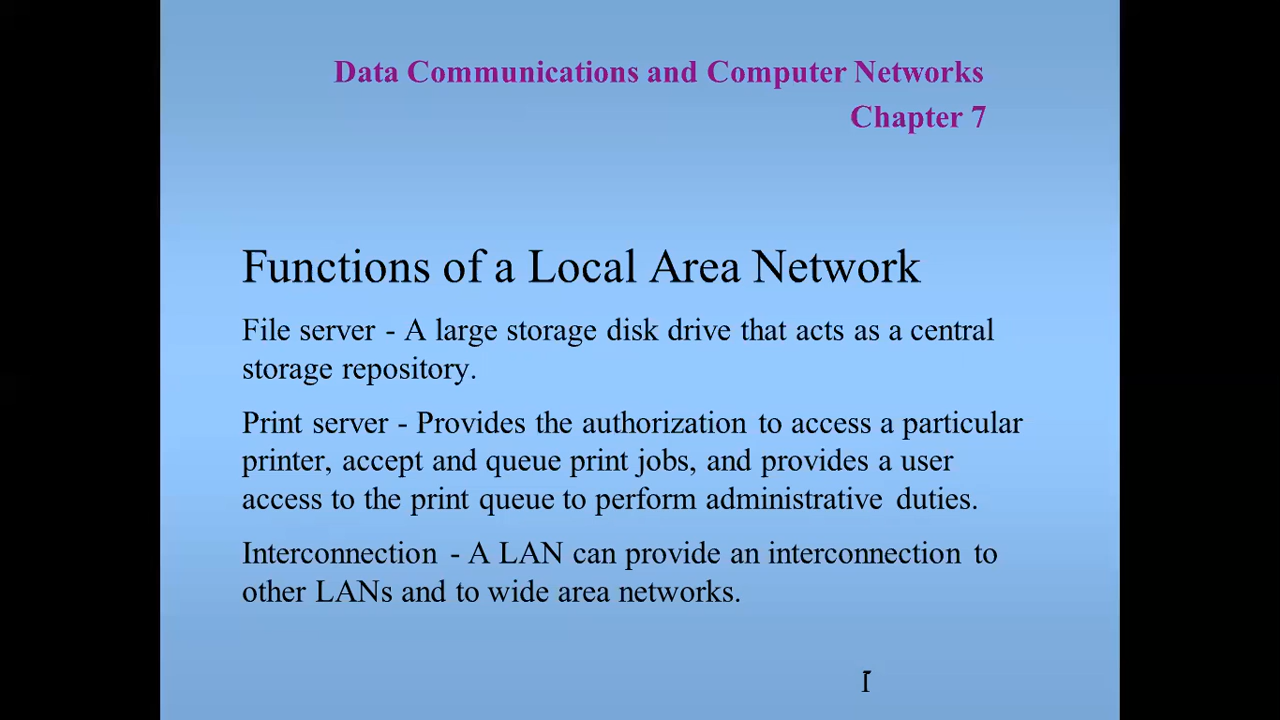 Data Communications and Computer Networks
Chapter 7
Functions of a Local Area Network
File server - A large storage disk drive that acts as a central
storage repository.
Print server - Provides the authorization to access a particular
printer, accept and queue print jobs, and provides a user
access to the print queue to perform administrative duties.
Interconnection - A LAN can provide an interconnection to
other LANs and to wide area networks.